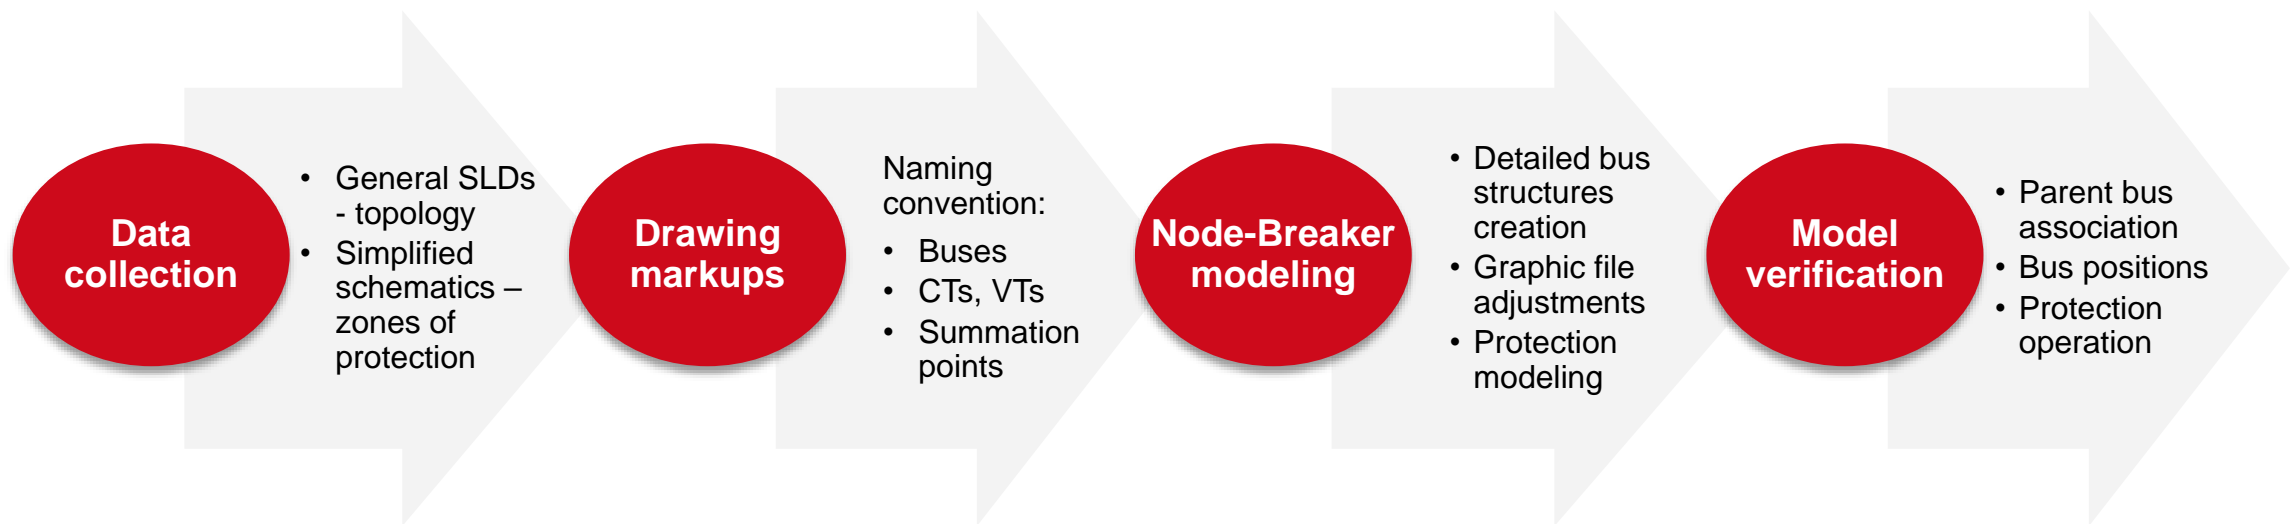 Data
collection
• General SLDs
- topology
• Simplified
schematics –
zones of
protection
Drawing
markups
Naming
convention:
• Buses
• CTs, VTs
• Summation
points
Node-Breaker
modeling
• Detailed bus
structures
creation
• Graphic file
adjustments
• Protection
modeling
Model
verification
• Parent bus
association
• Bus positions
• Protection
operation